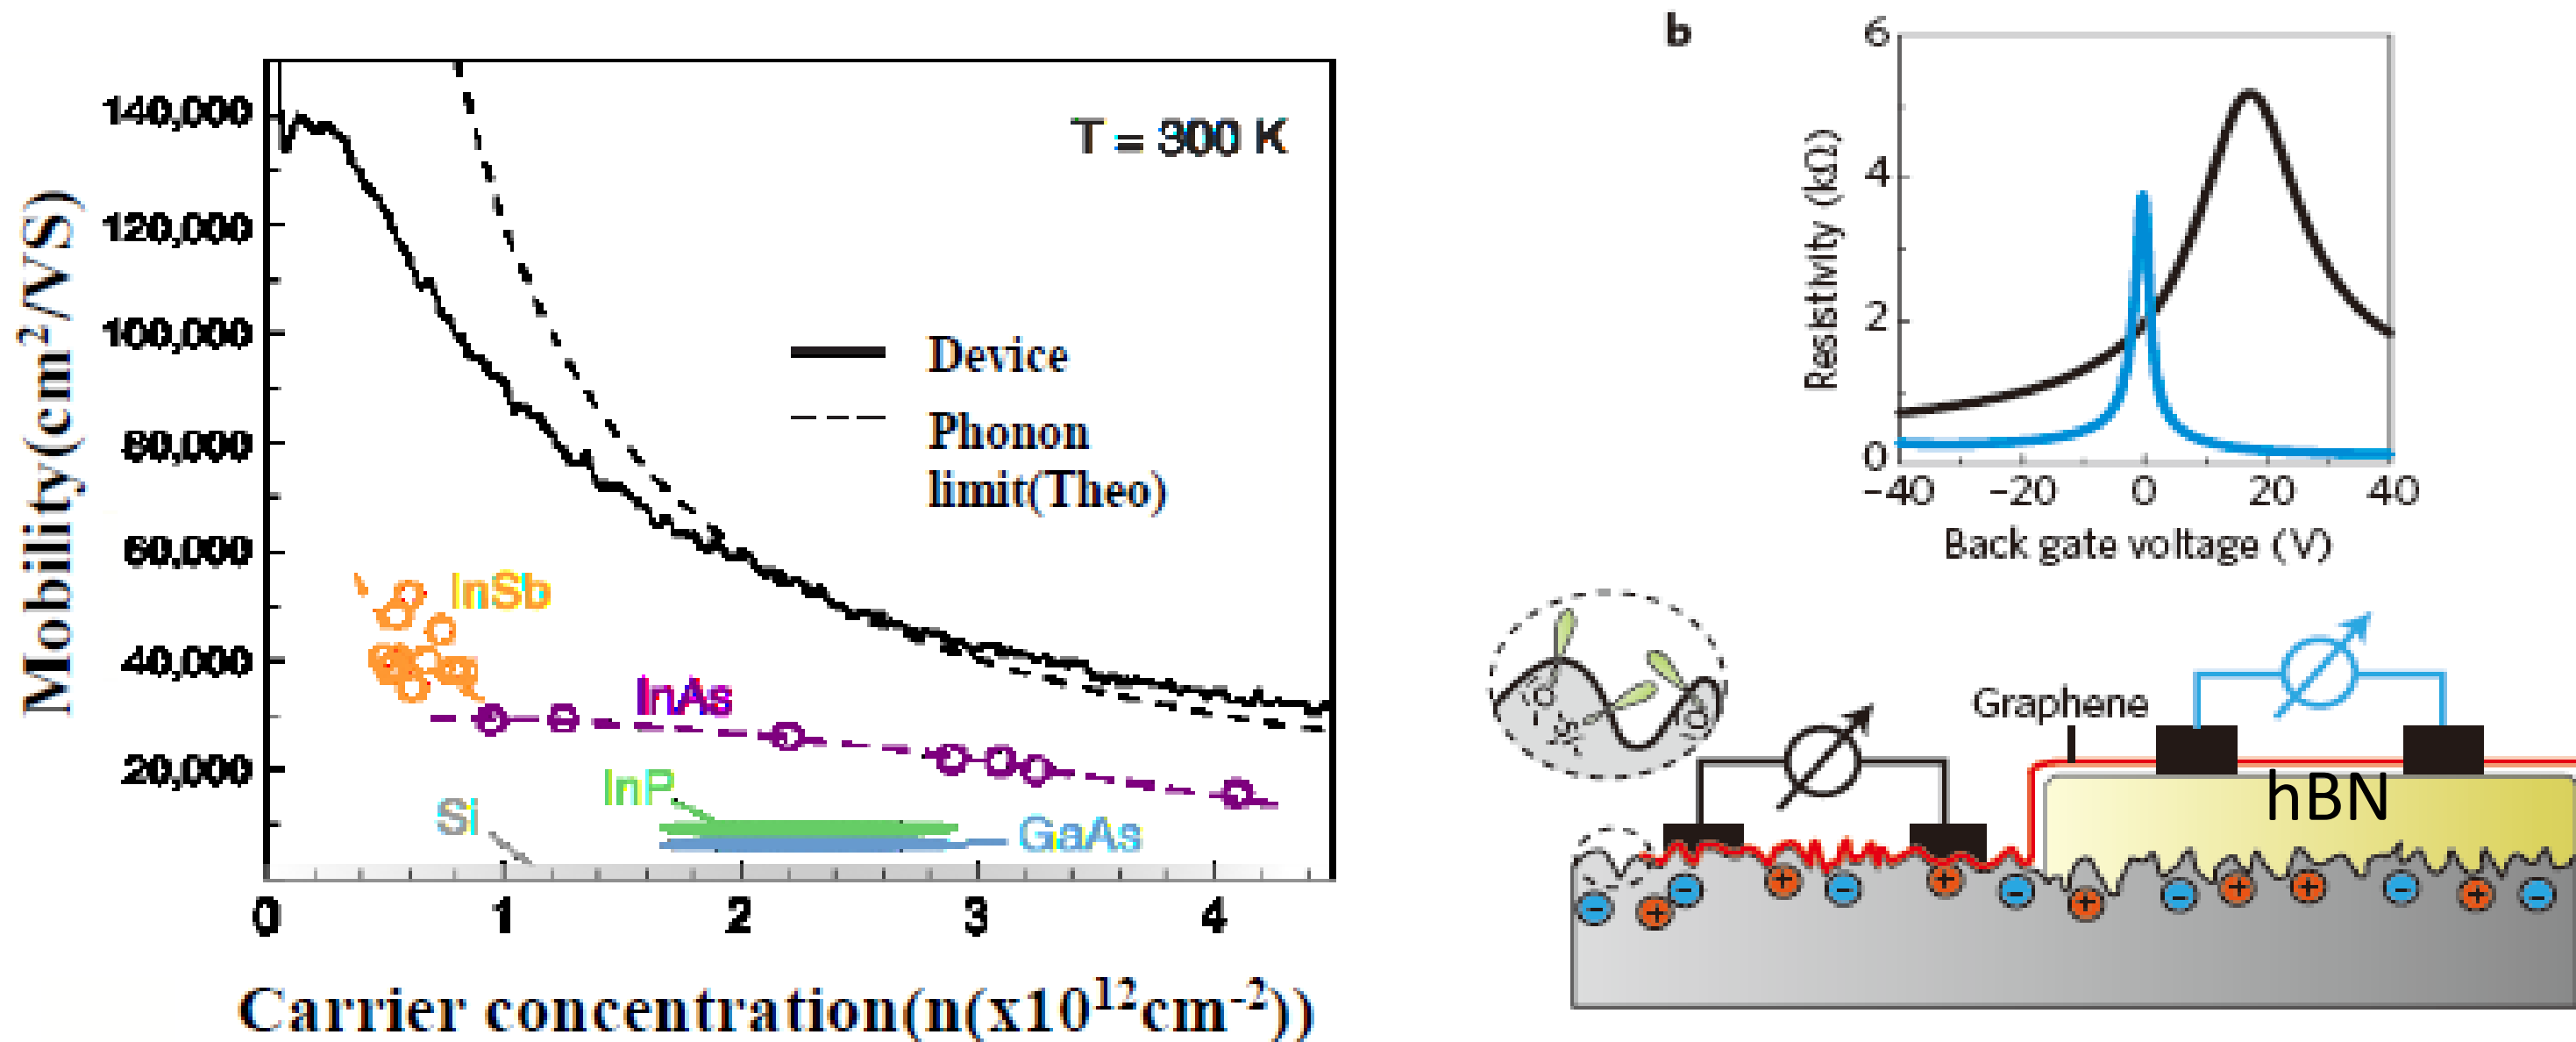 140,000
120,000
100,000
80,000
60,000
40,000
20,000
Mobility(cm²/VS)
T = 300 K
Device
Phonon
limit(Theo)
InSb
InAs
InP
Si
GaAs
0 1 2 3 4
Carrier concentration(n(x10¹²cm⁻²))
b
6
4
2
0
Resistivity (kΩ)
−40 −20 0 20 40
Back gate voltage (V)
Graphene
hBN